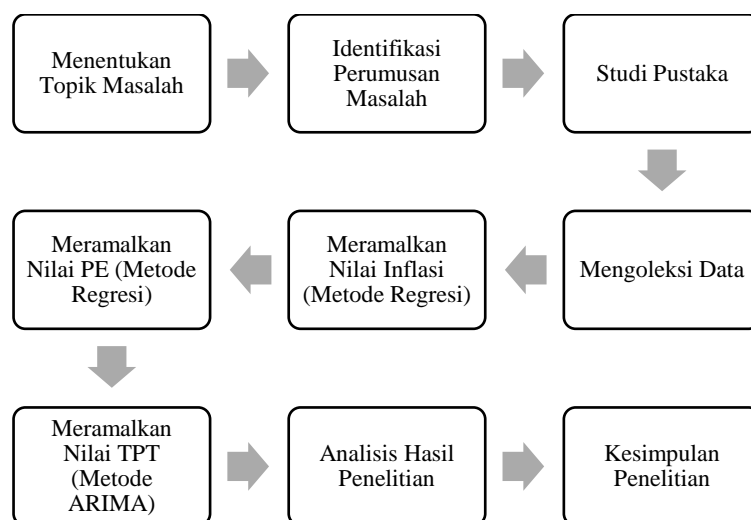 Menentukan
Topik Masalah
Identifikasi
Perumusan
Masalah
Studi Pustaka
Mengoleksi Data
Meramalkan
Nilai Inflasi
(Metode Regresi)
Meramalkan
Nilai PE (Metode
Regresi)
Meramalkan
Nilai TPT
(Metode
ARIMA)
Analisis Hasil
Penelitian
Kesimpulan
Penelitian